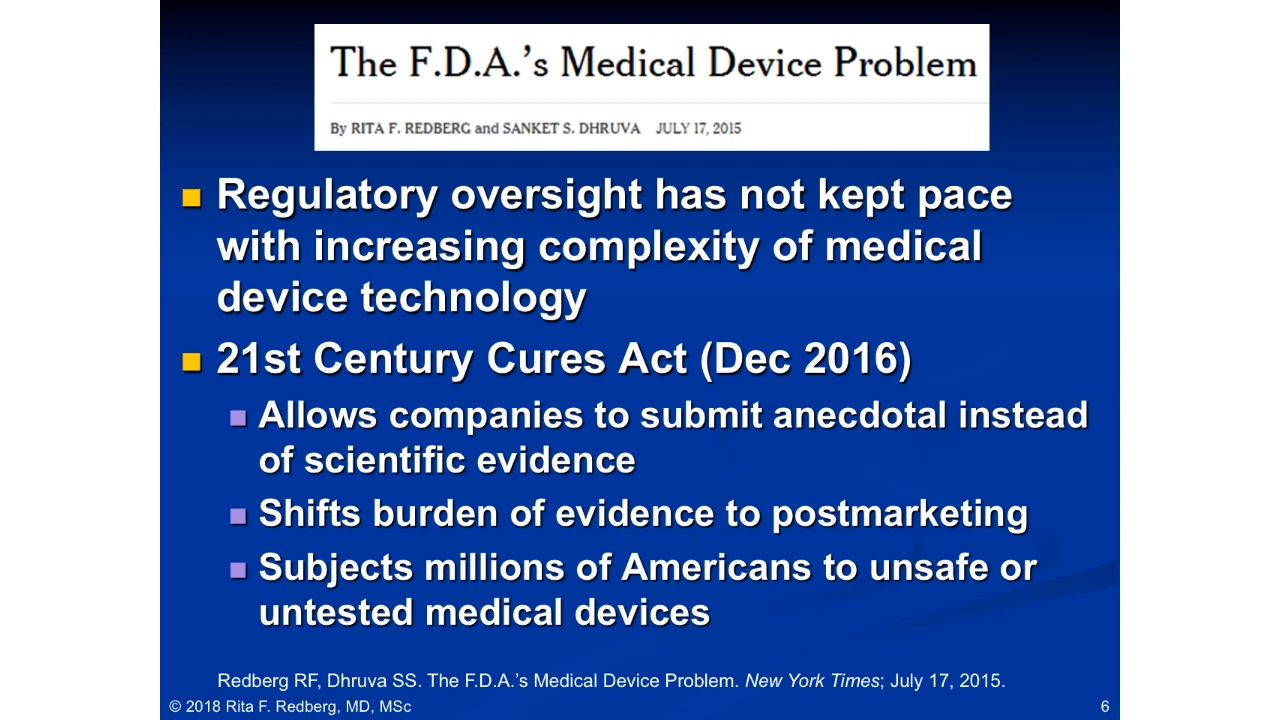 The F.D.A.’s Medical Device Problem
By RITA F. REDBERG and SANKET S. DHRUVA JULY 17, 2015
Regulatory oversight has not kept pace
with increasing complexity of medical
device technology
21st Century Cures Act (Dec 2016)
Allows companies to submit anecdotal instead
of scientific evidence
Shifts burden of evidence to postmarketing
Subjects millions of Americans to unsafe or
untested medical devices
Redberg RF, Dhruva SS. The F.D.A.’s Medical Device Problem. New York Times; July 17, 2015.
© 2018 Rita F. Redberg, MD, MSc 6